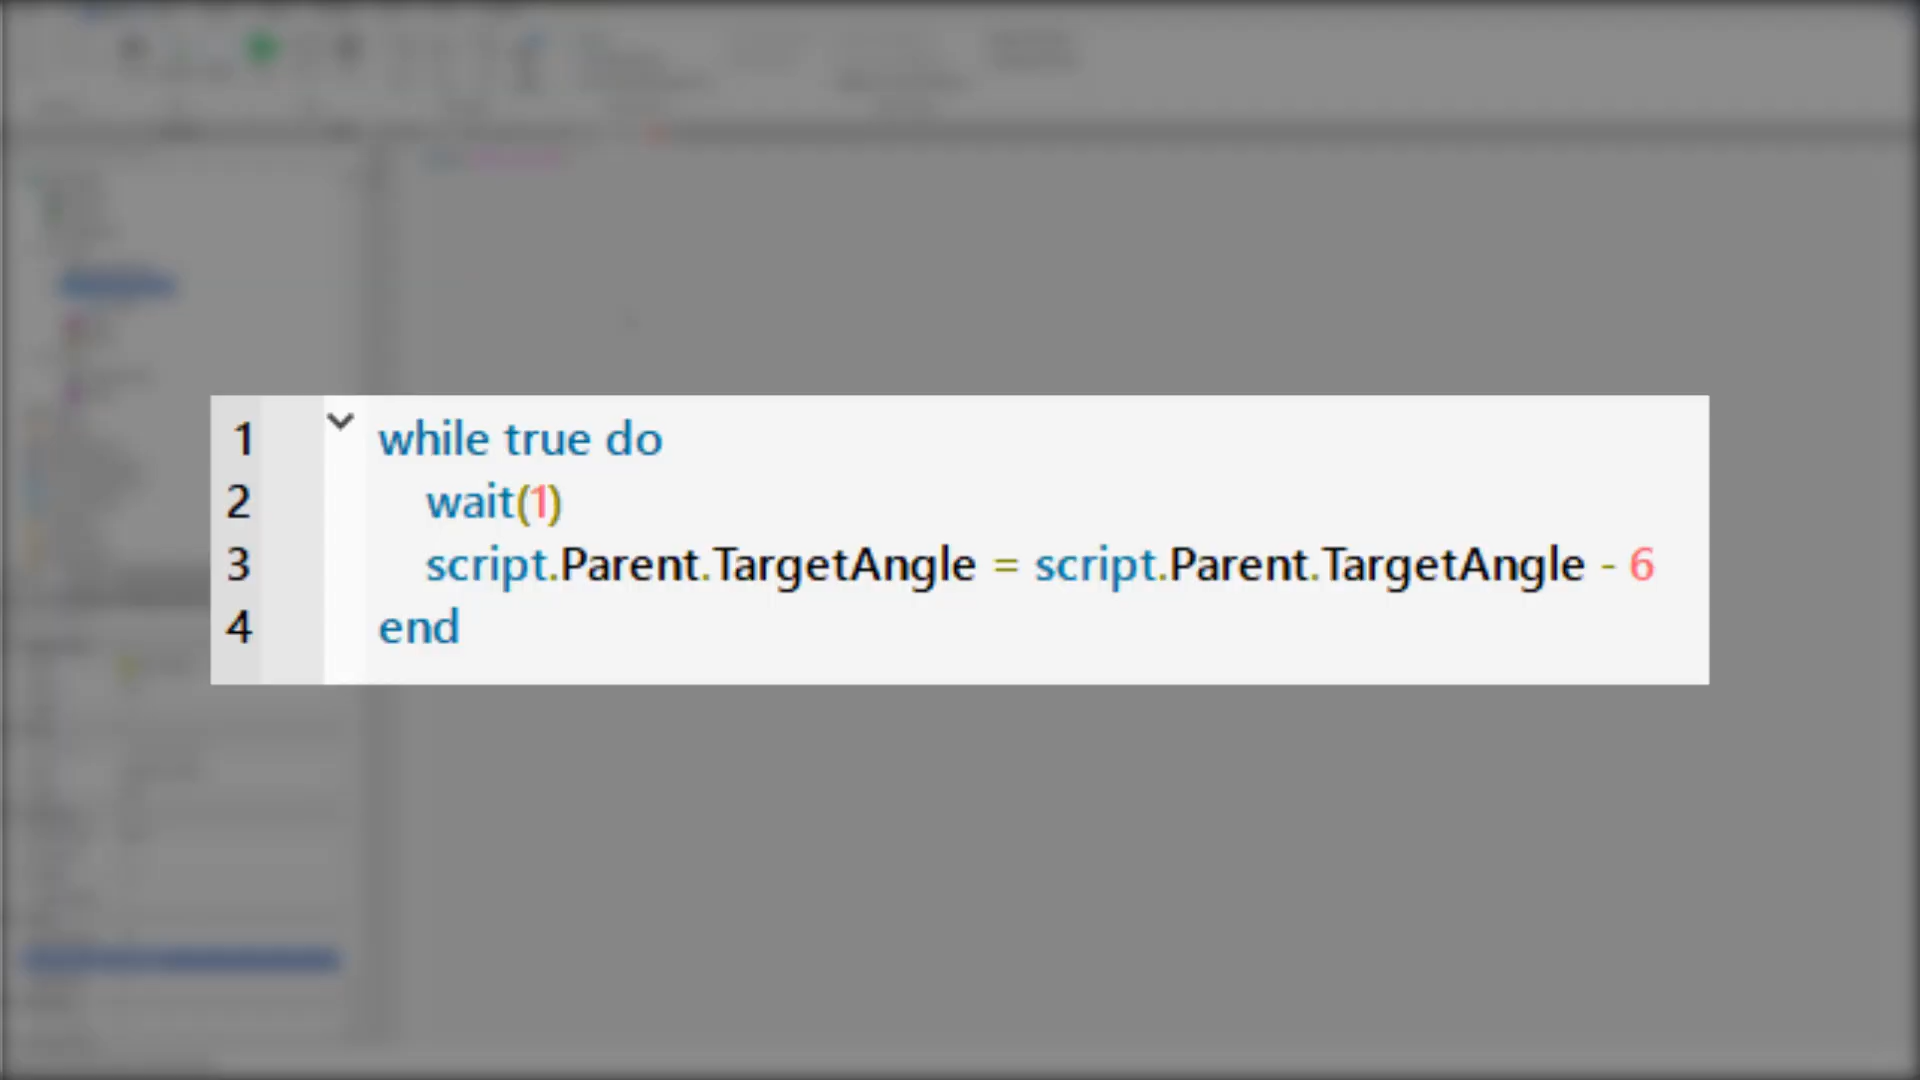 1 while true do
2 wait(1)
3 script.Parent.TargetAngle = script.Parent.TargetAngle - 6
4 end